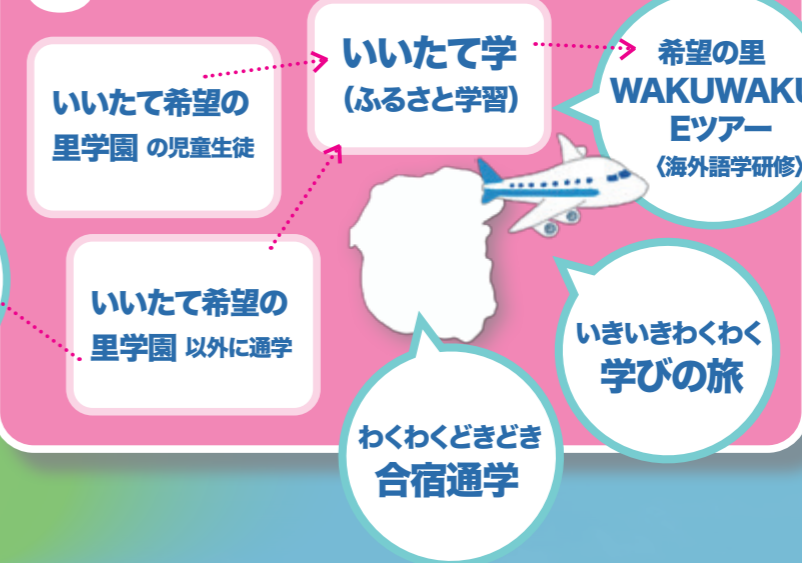 いいたて希望の
里学園 の児童生徒
いいたて学
(ふるさと学習)
希望の里
WAKUWAKU
Eツアー
〈海外語学研修〉
いいたて希望の
里学園 以外に通学
いきいきわくわく
学びの旅
わくわくどきどき
合宿通学